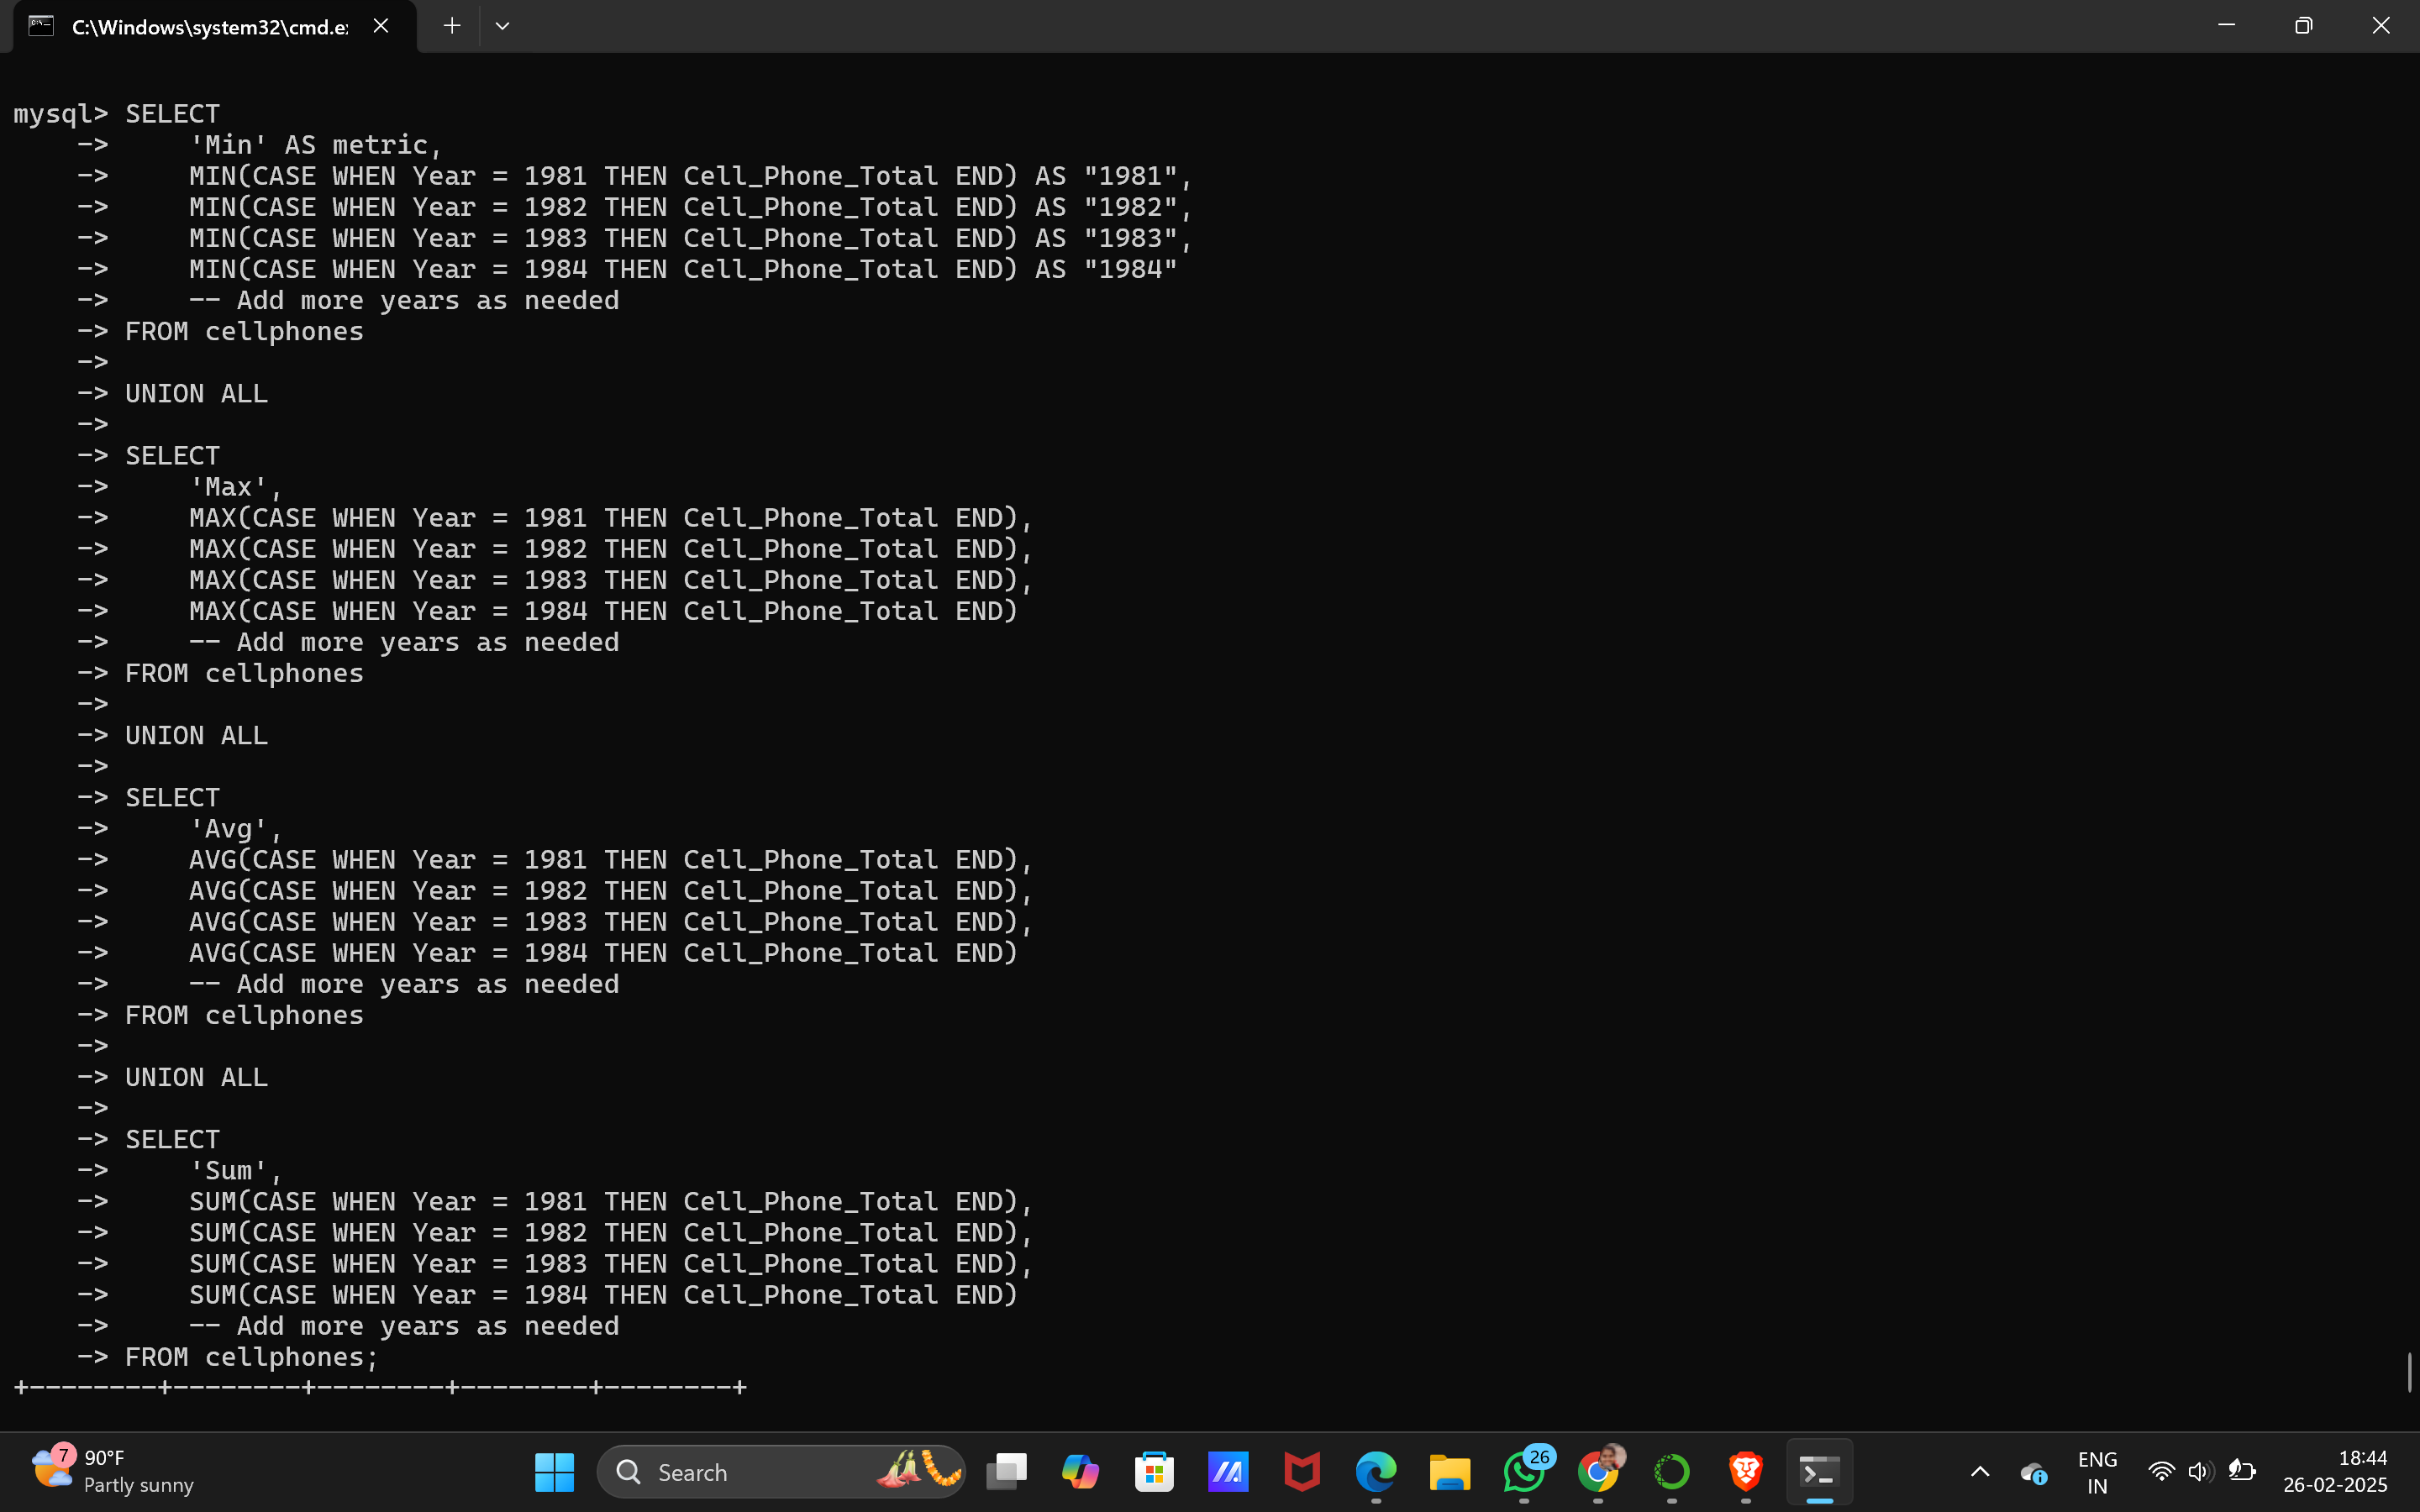 C:\Windows\system32\cmd.e
mysql> SELECT
    ->     'Min' AS metric,
    ->     MIN(CASE WHEN Year = 1981 THEN Cell_Phone_Total END) AS "1981",
    ->     MIN(CASE WHEN Year = 1982 THEN Cell_Phone_Total END) AS "1982",
    ->     MIN(CASE WHEN Year = 1983 THEN Cell_Phone_Total END) AS "1983",
    ->     MIN(CASE WHEN Year = 1984 THEN Cell_Phone_Total END) AS "1984"
    ->     -- Add more years as needed
    -> FROM cellphones
    ->
    -> UNION ALL
    ->
    -> SELECT
    ->     'Max',
    ->     MAX(CASE WHEN Year = 1981 THEN Cell_Phone_Total END),
    ->     MAX(CASE WHEN Year = 1982 THEN Cell_Phone_Total END),
    ->     MAX(CASE WHEN Year = 1983 THEN Cell_Phone_Total END),
    ->     MAX(CASE WHEN Year = 1984 THEN Cell_Phone_Total END)
    ->     -- Add more years as needed
    -> FROM cellphones
    ->
    -> UNION ALL
    ->
    -> SELECT
    ->     'Avg',
    ->     AVG(CASE WHEN Year = 1981 THEN Cell_Phone_Total END),
    ->     AVG(CASE WHEN Year = 1982 THEN Cell_Phone_Total END),
    ->     AVG(CASE WHEN Year = 1983 THEN Cell_Phone_Total END),
    ->     AVG(CASE WHEN Year = 1984 THEN Cell_Phone_Total END)
    ->     -- Add more years as needed
    -> FROM cellphones
    ->
    -> UNION ALL
    ->
    -> SELECT
    ->     'Sum',
    ->     SUM(CASE WHEN Year = 1981 THEN Cell_Phone_Total END),
    ->     SUM(CASE WHEN Year = 1982 THEN Cell_Phone_Total END),
    ->     SUM(CASE WHEN Year = 1983 THEN Cell_Phone_Total END),
    ->     SUM(CASE WHEN Year = 1984 THEN Cell_Phone_Total END)
    ->     -- Add more years as needed
    -> FROM cellphones;
+--------+--------+--------+--------+--------+
7
90°F
Partly sunny
Search
26
ENG
IN
18:44
26-02-2025